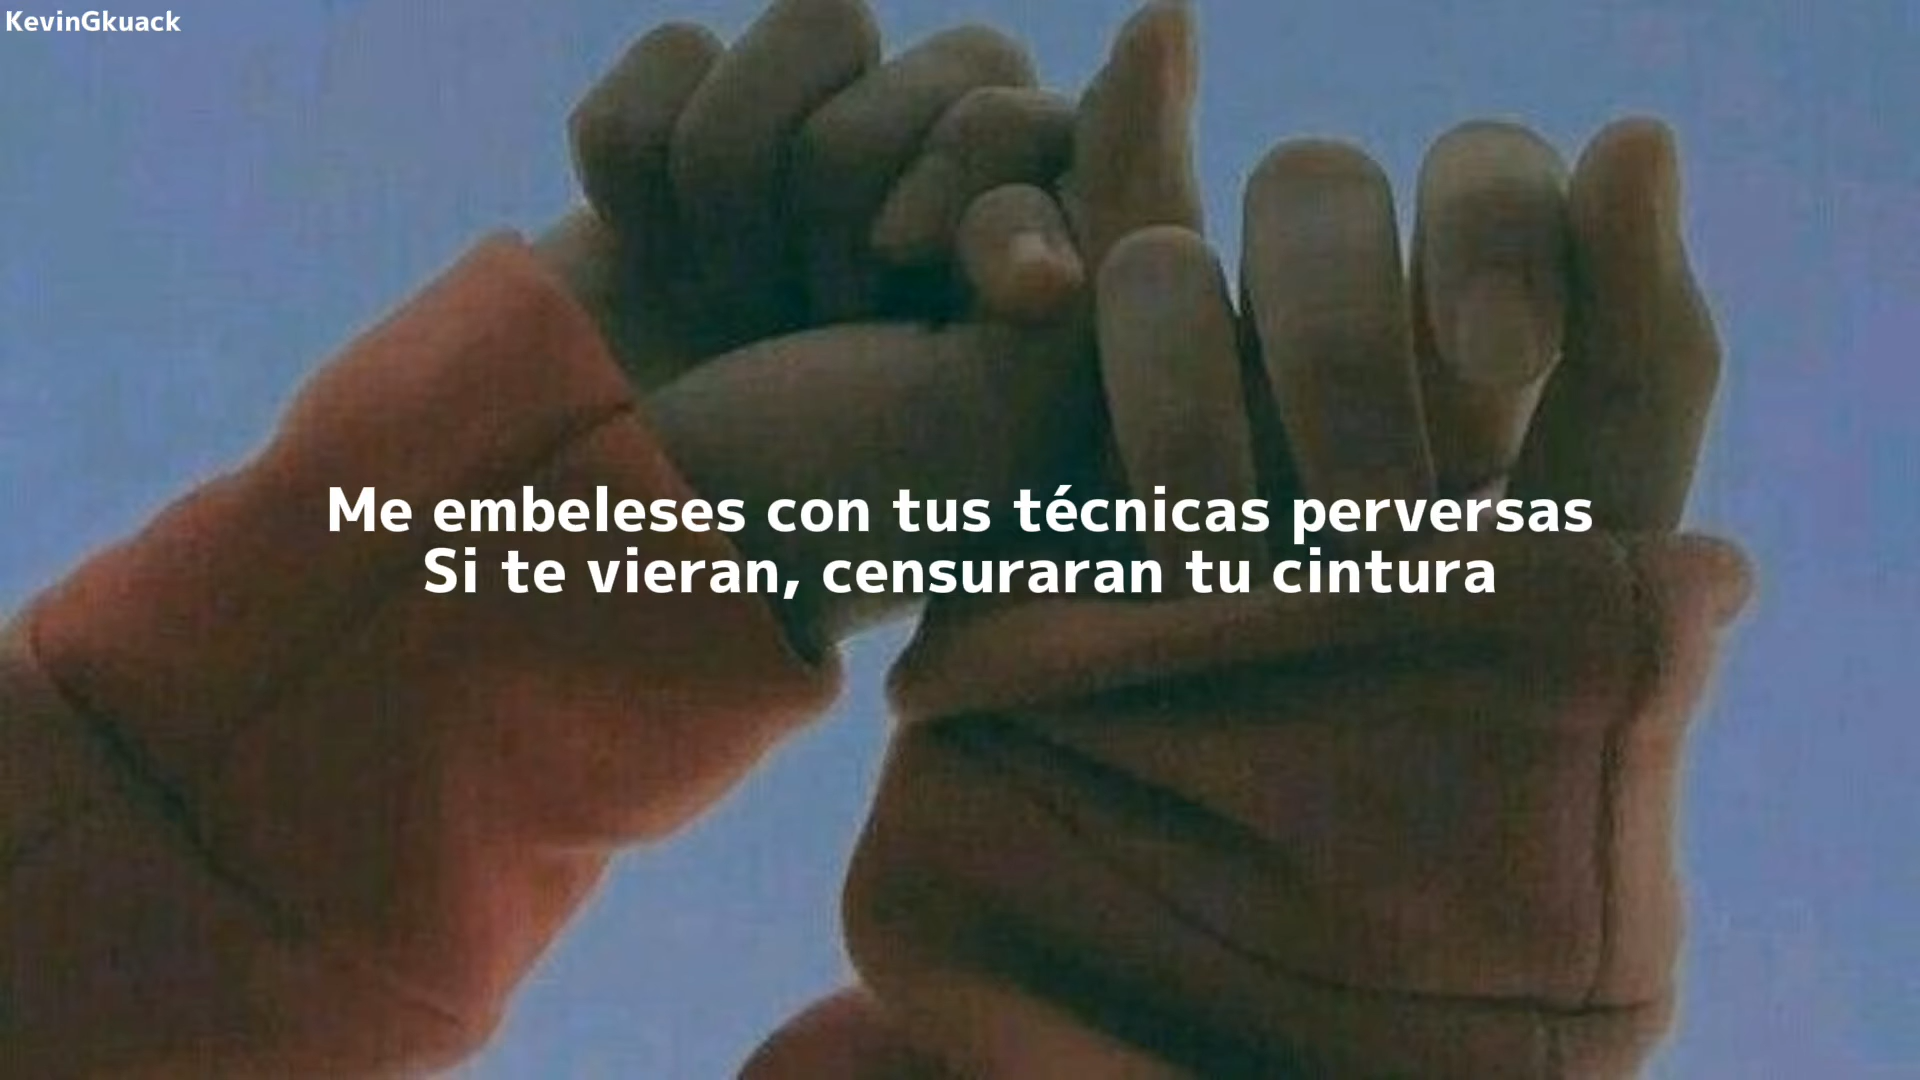 KevinGkuack
Me embeleses con tus técnicas perversas
Si te vieran, censuraran tu cintura